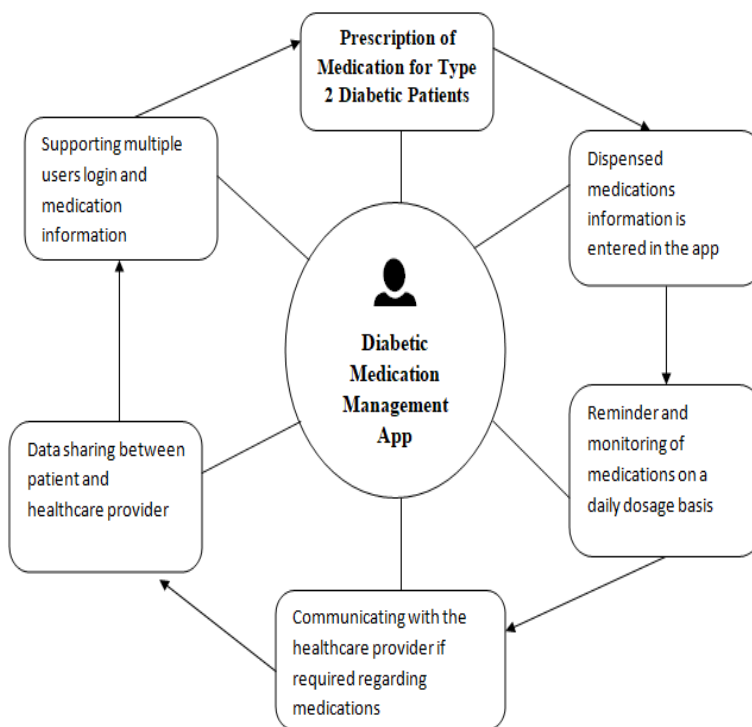 Prescription of
Medication for Type
2 Diabetic Patients
Supporting multiple
users login and
medication
information
Dispensed
medications
information is
entered in the app
Diabetic
Medication
Management
App
Reminder and
monitoring of
medications on a
daily dosage basis
Data sharing between
patient and
healthcare provider
Communicating with the
healthcare provider if
required regarding
medications